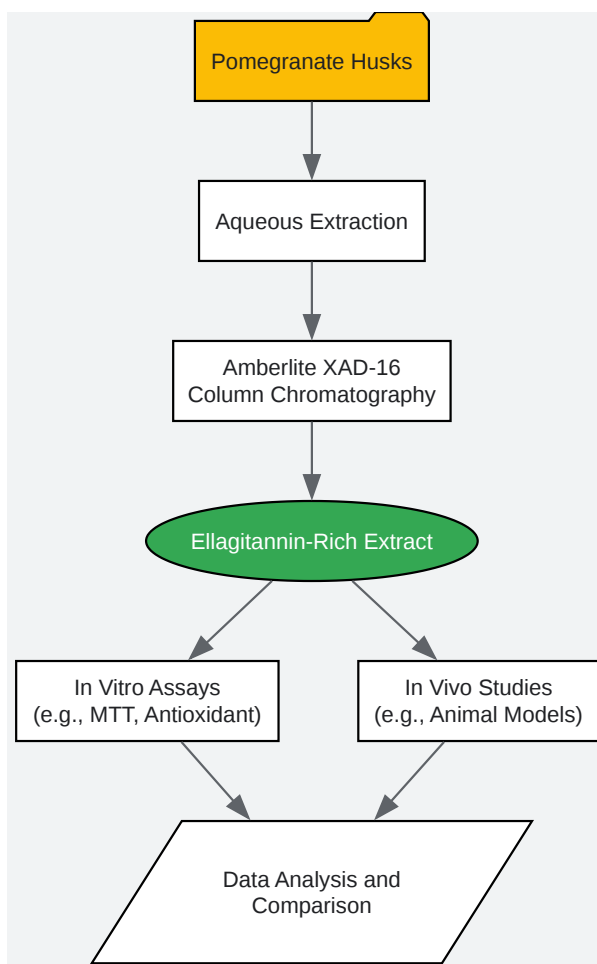 Pomegranate Husks
Aqueous Extraction
Amberlite XAD-16
Column Chromatography
Ellagitannin-Rich Extract
In Vitro Assays
(e.g., MTT, Antioxidant)
In Vivo Studies
(e.g., Animal Models)
Data Analysis and
Comparison